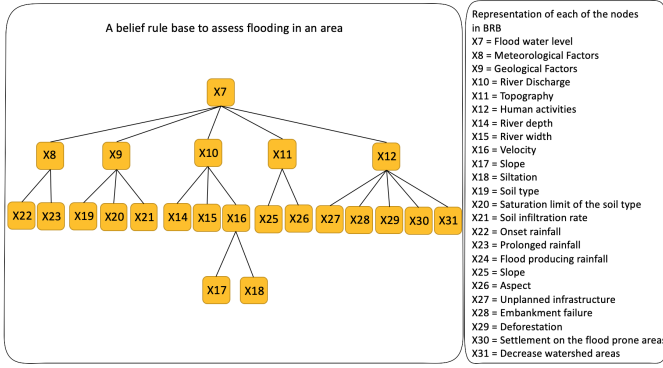 A belief rule base to assess flooding in an area
X7
X8
X9
X10
X11
X12
X22
X23
X19
X20
X21
X14
X15
X16
X25
X26
X27
X28
X29
X30
X31
X17
X18
Representation of each of the nodes
in BRB
X7 = Flood water level
X8 = Meteorological Factors
X9 = Geological Factors
X10 = River Discharge
X11 = Topography
X12 = Human activities
X14 = River depth
X15 = River width
X16 = Velocity
X17 = Slope
X18 = Siltation
X19 = Soil type
X20 = Saturation limit of the soil type
X21 = Soil infiltration rate
X22 = Onset rainfall
X23 = Prolonged rainfall
X24 = Flood producing rainfall
X25 = Slope
X26 = Aspect
X27 = Unplanned infrastructure
X28 = Embankment failure
X29 = Deforestation
X30 = Settlement on the flood prone areas
X31 = Decrease watershed areas